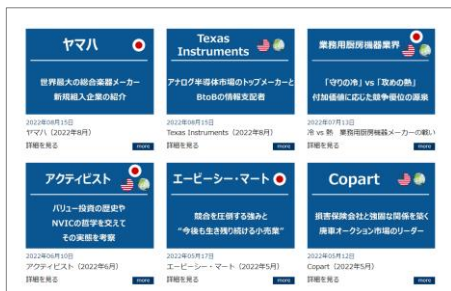 ヤマハ
世界最大の総合楽器メーカー
新規組入企業の紹介
2022年08月15日
ヤマハ（2022年8月）
詳細を見る
more
Texas
Instruments
アナログ半導体市場のトップメーカーと
BtoBの情報支配者
2022年08月15日
Texas Instruments（2022年8月）
詳細を見る
more
業務用厨房機器業界
「守りの冷」vs「攻めの熱」
付加価値に応じた競争優位の源泉
2022年07月13日
冷 vs 熱　業務用厨房機器メーカーの戦い
詳細を見る
more
アクティビスト
バリュー投資の歴史や
NVICの哲学を交えて
その実態を考察
2022年06月10日
アクティビスト（2022年6月）
詳細を見る
more
エービーシー・マート
競合を圧倒する強みと
“今後も生き残り続ける小売業”
2022年05月17日
エービーシー・マート（2022年5月）
詳細を見る
more
Copart
損害保険会社と強固な関係を築く
廃車オークション市場のリーダー
2022年05月12日
Copart（2022年5月）
詳細を見る
more